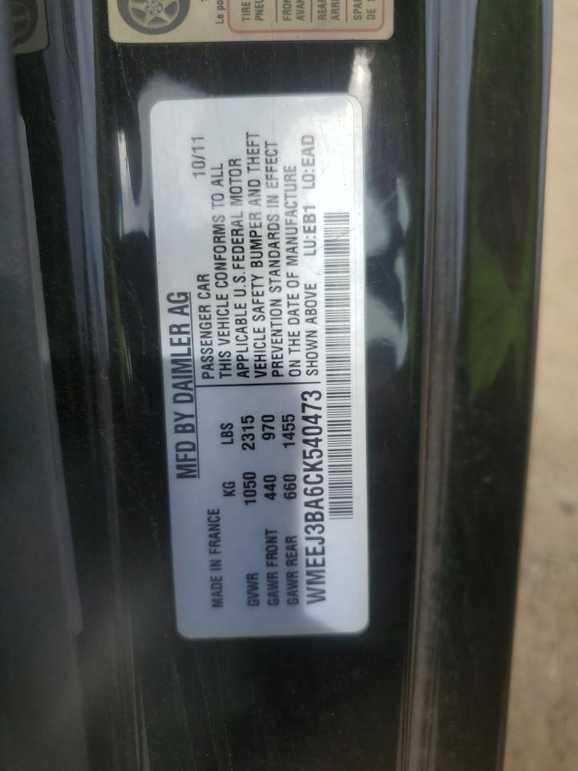 MFD BY DAIMLER AG 10/11
MADE IN FRANCE KG LBS
GVWR 1050 2315
GAWR FRONT 440 970
GAWR REAR 660 1455
PASSENGER CAR
THIS VEHICLE CONFORMS TO ALL
APPLICABLE U.S.FEDERAL MOTOR
VEHICLE SAFETY BUMPER AND THEFT
PREVENTION STANDARDS IN EFFECT
ON THE DATE OF MANUFACTURE
SHOWN ABOVE LU:EB1 LO:EAD
WMEEJ3BA6CK540473
TIRE
PNEU